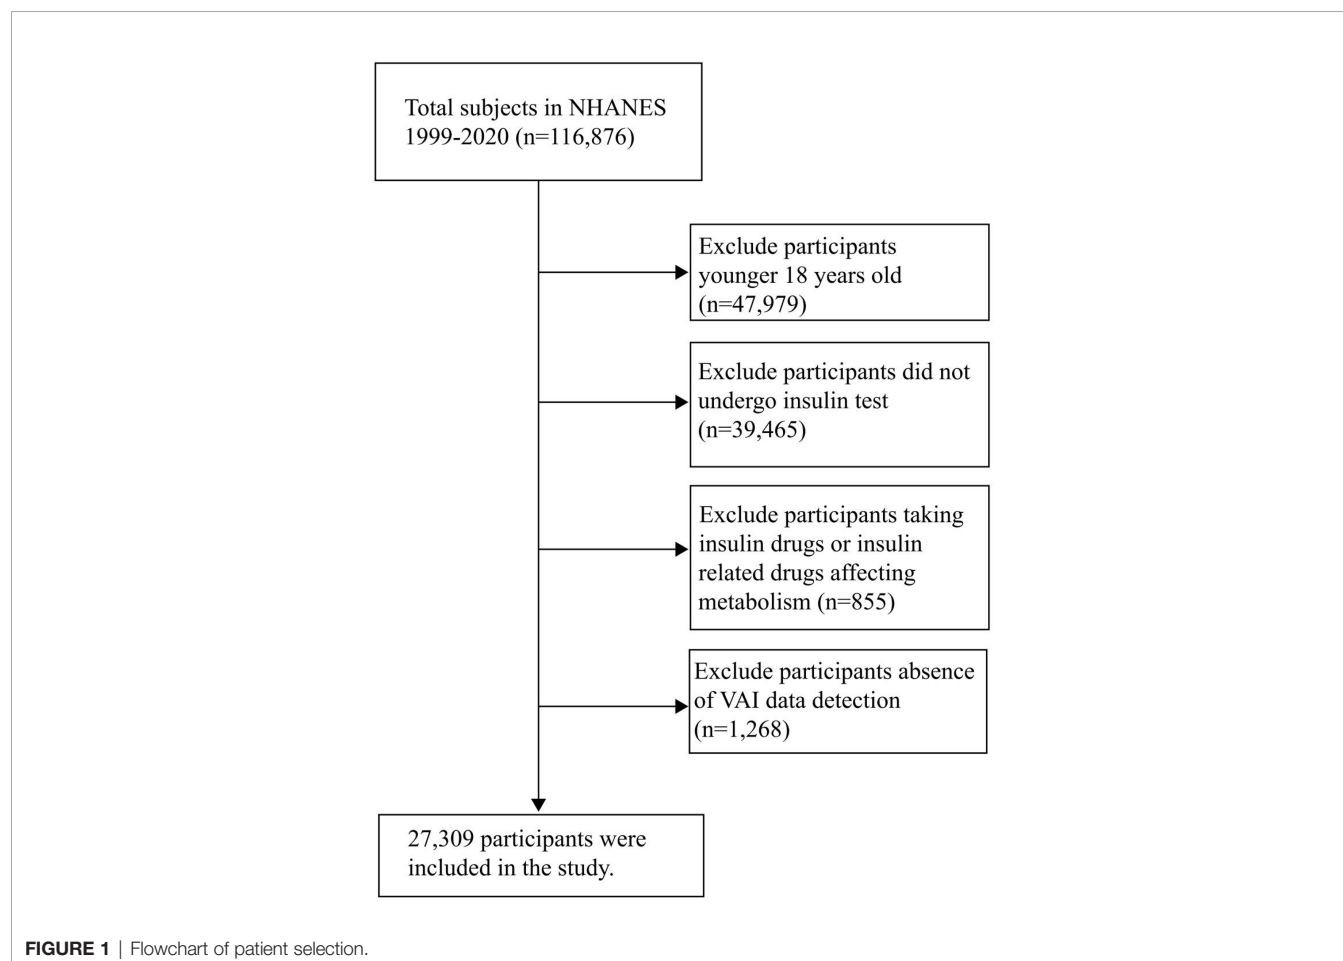 Total subjects in NHANES
1999-2020 (n=116,876)
Exclude participants
younger 18 years old
(n=47,979)
Exclude participants did not
undergo insulin test
(n=39,465)
Exclude participants taking
insulin drugs or insulin
related drugs affecting
metabolism (n=855)
Exclude participants absence
of VAI data detection
(n=1,268)
27,309 participants were
included in the study.
FIGURE 1 | Flowchart of patient selection.